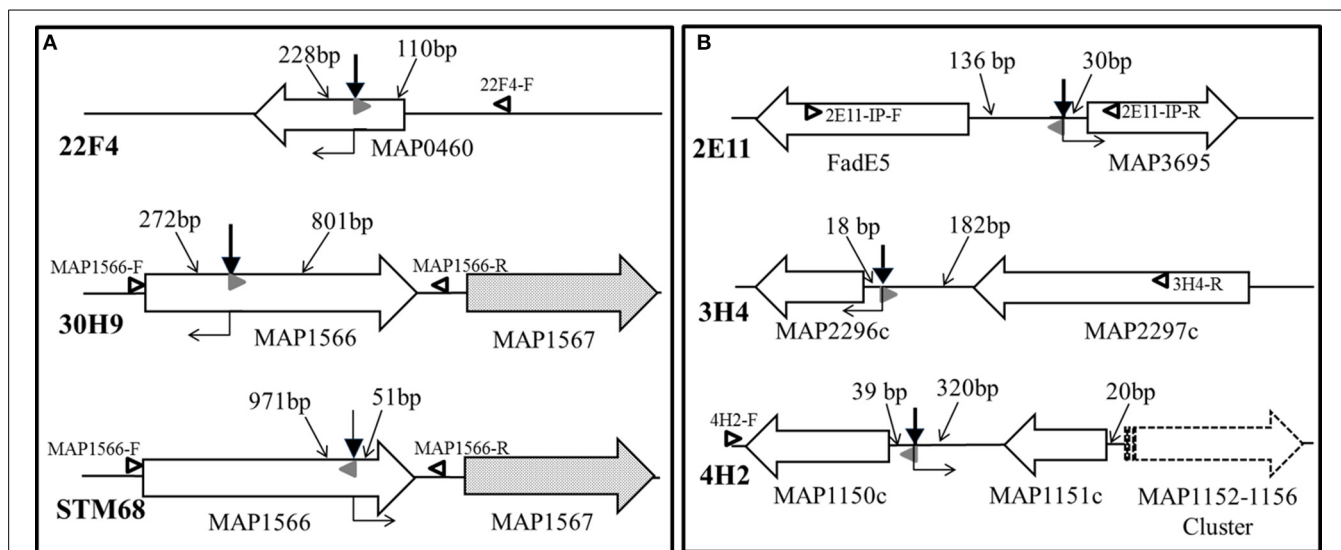 A
228bp
110bp
22F4-F
22F4
MAP0460
272bp
801bp
MAP1566-F
MAP1566-R
30H9
MAP1566
MAP1567
971bp
51bp
MAP1566-F
MAP1566-R
STM68
MAP1566
MAP1567
B
136 bp
30bp
2E11-IP-F
2E11-IP-R
2E11
FadE5
MAP3695
18 bp
182bp
3H4-R
3H4
MAP2296c
MAP2297c
39 bp
320bp
20bp
4H2-F
4H2
MAP1150c
MAP1151c
MAP1152-1156
Cluster